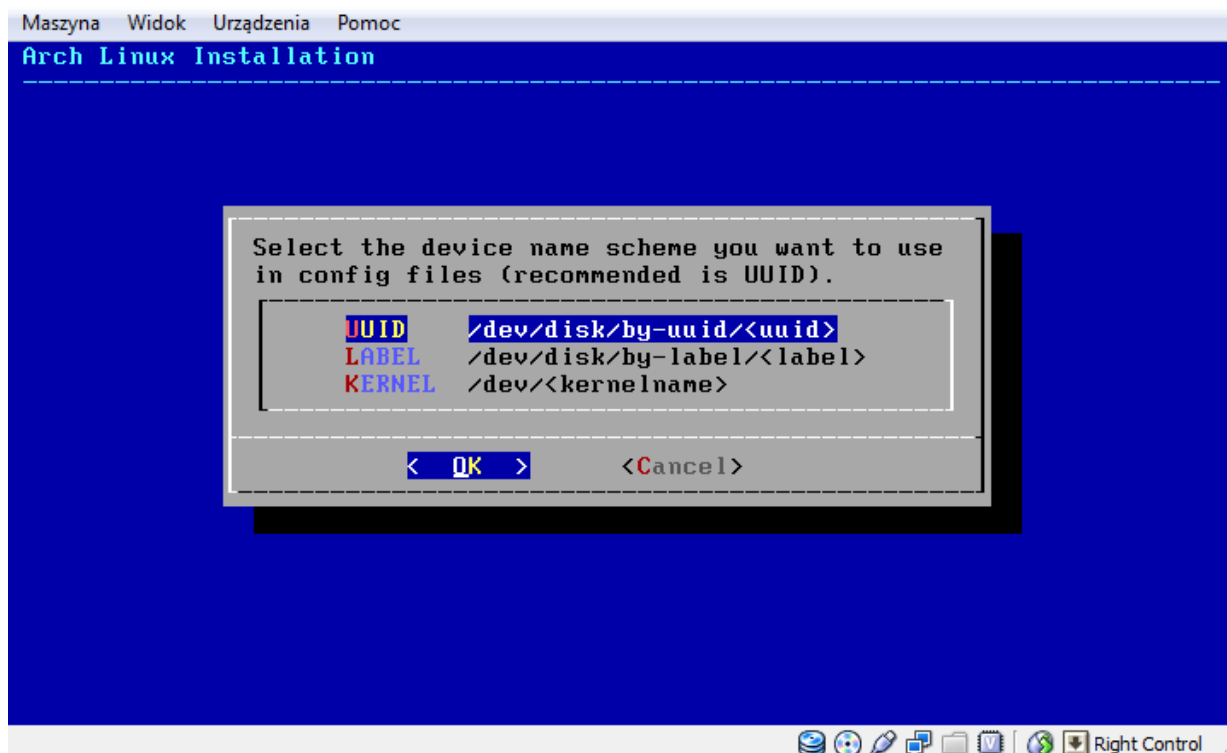 Maszyna Widok Urządzenia Pomoc
Arch Linux Installation
Select the device name scheme you want to use
in config files (recommended is UUID).
UUID /dev/disk/by-uuid/<uuid>
LABEL /dev/disk/by-label/<label>
KERNEL /dev/<kernelname>
< OK > <Cancel>
Right Control